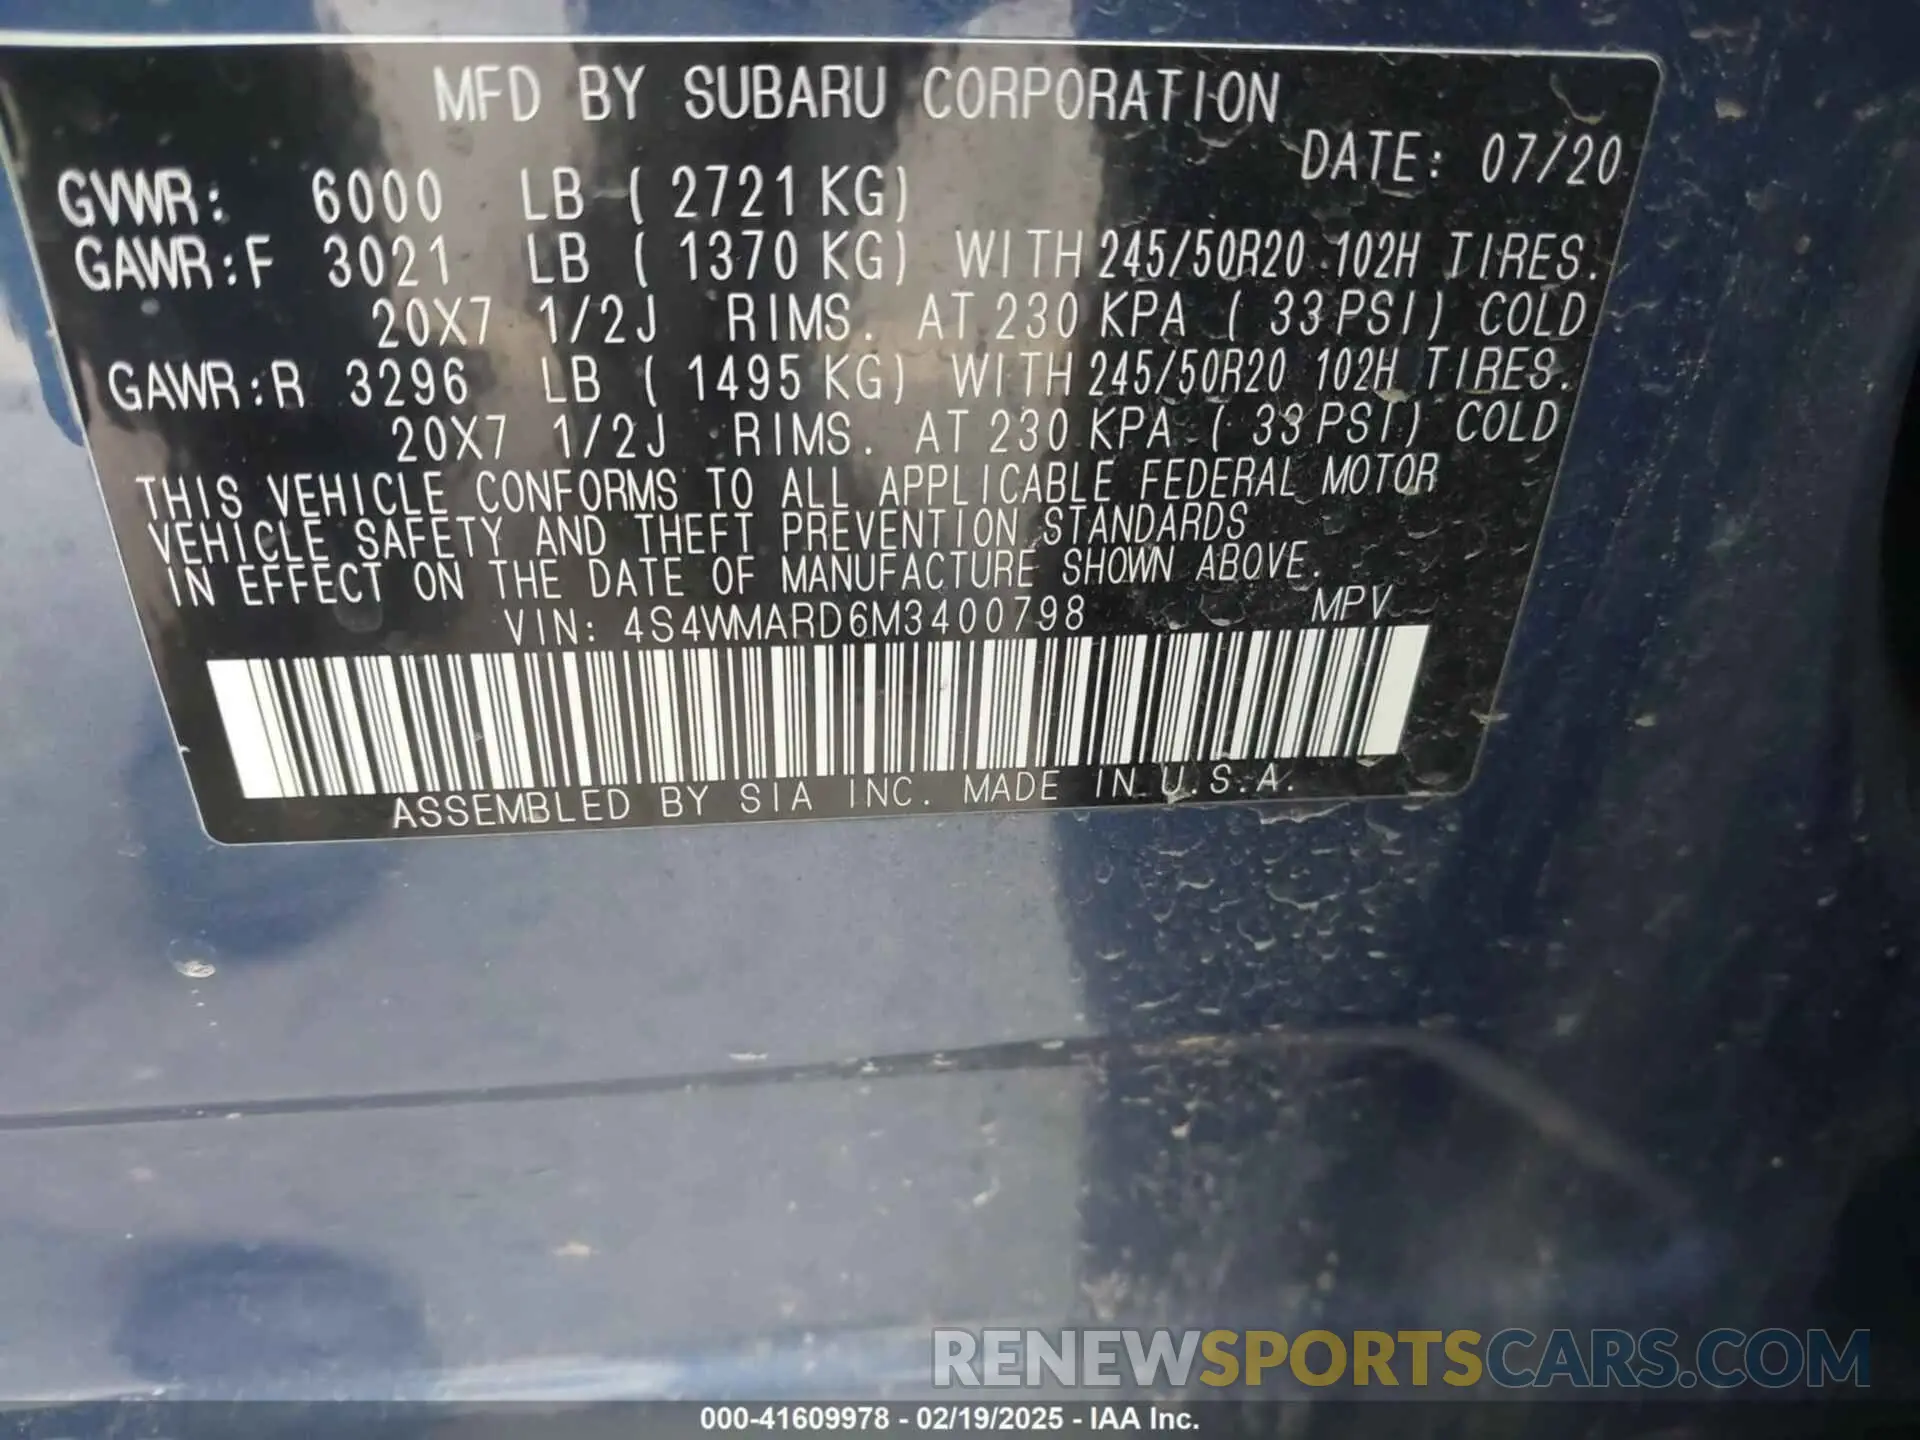 MFD BY SUBARU CORPORATION
DATE: 07/20
GVWR: 6000 LB ( 2721 KG)
GAWR:F 3021 LB ( 1370 KG) WITH 245/50R20 102H TIRES.
20X7 1/2J RIMS. AT 230 KPA ( 33 PSI) COLD
GAWR:R 3296 LB ( 1495 KG) WITH 245/50R20 102H TIRES.
20X7 1/2J RIMS. AT 230 KPA ( 33 PSI) COLD
THIS VEHICLE CONFORMS TO ALL APPLICABLE FEDERAL MOTOR
VEHICLE SAFETY AND THEFT PREVENTION STANDARDS
IN EFFECT ON THE DATE OF MANUFACTURE SHOWN ABOVE.
VIN: 4S4WMARD6M3400798 MPV
ASSEMBLED BY SIA INC. MADE IN U.S.A.
RENEWSPORTSCARS.COM
000-41609978 - 02/19/2025 - IAA Inc.